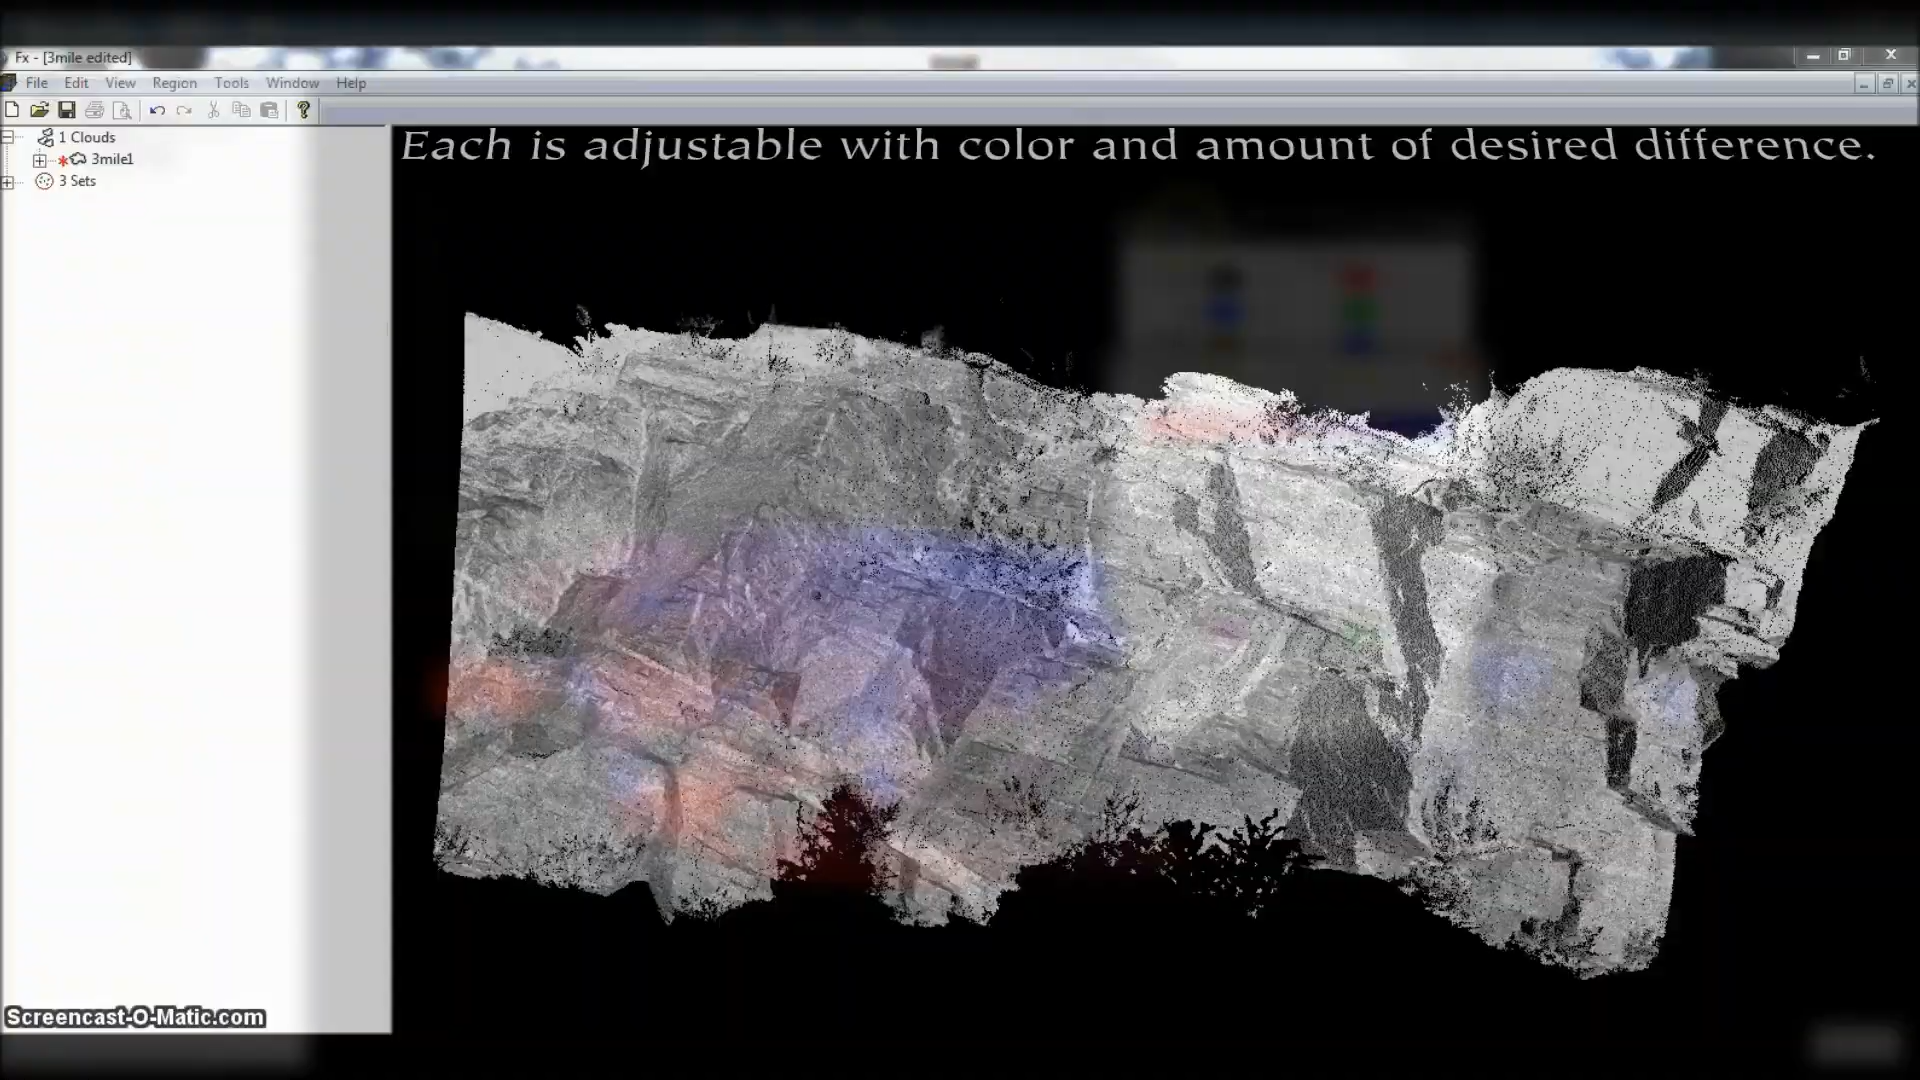 Fx - [3mile edited]
File Edit View Region Tools Window Help
1 Clouds
3mile1
3 Sets
Each is adjustable with color and amount of desired difference.
Screencast-O-Matic.com